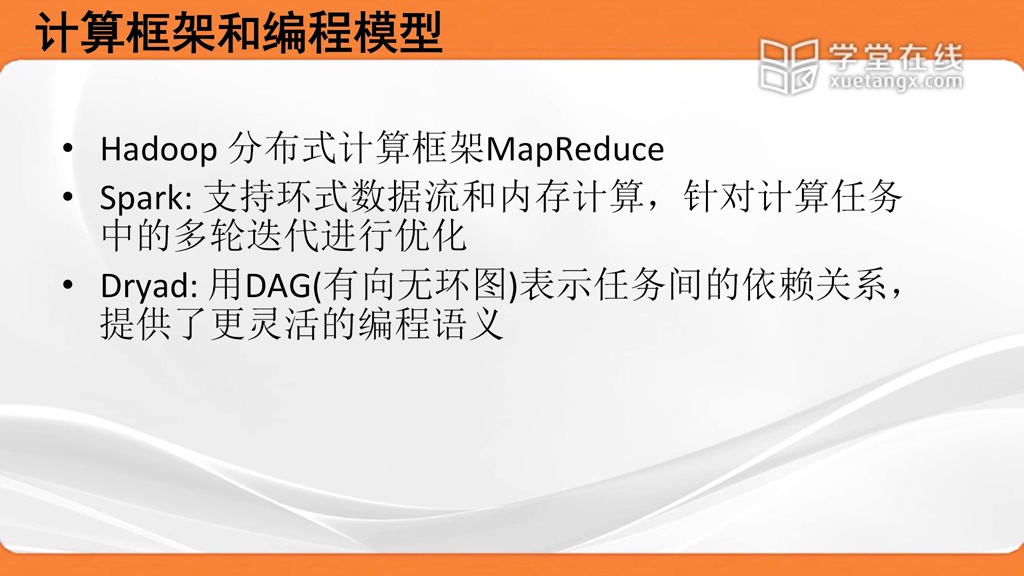 计算框架和编程模型
学堂在线
xuetangx.com
• Hadoop 分布式计算框架MapReduce
• Spark: 支持环式数据流和内存计算，针对计算任务
中的多轮迭代进行优化
• Dryad: 用DAG(有向无环图)表示任务间的依赖关系，
提供了更灵活的编程语义